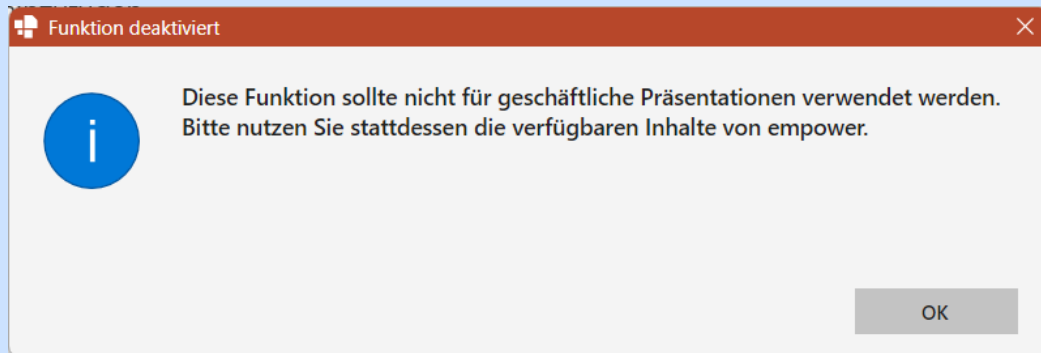 Funktion deaktiviert
Diese Funktion sollte nicht für geschäftliche Präsentationen verwendet werden.
Bitte nutzen Sie stattdessen die verfügbaren Inhalte von empower.
OK